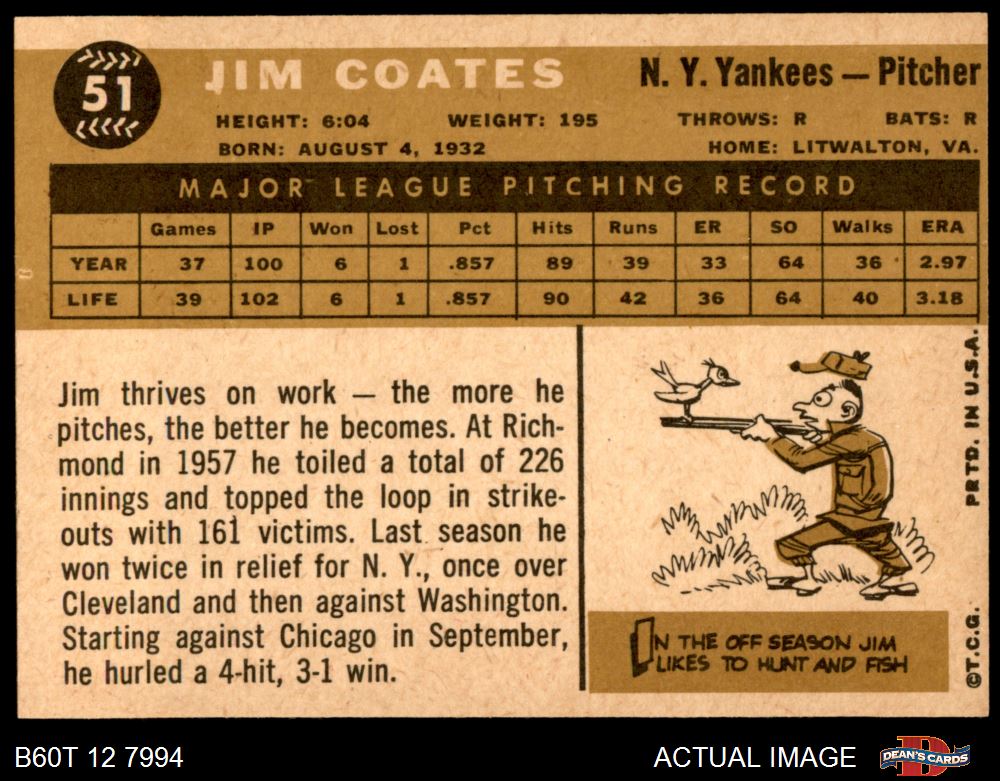 51
JIM COATES
N. Y. Yankees — Pitcher
HEIGHT: 6:04 WEIGHT: 195 THROWS: R BATS: R
BORN: AUGUST 4, 1932 HOME: LITWALTON, VA.
MAJOR LEAGUE PITCHING RECORD
Games IP Won Lost Pct Hits Runs ER SO Walks ERA
YEAR 37 100 6 1 .857 89 39 33 64 36 2.97
LIFE 39 102 6 1 .857 90 42 36 64 40 3.18
Jim thrives on work — the more he
pitches, the better he becomes. At Rich-
mond in 1957 he toiled a total of 226
innings and topped the loop in strike-
outs with 161 victims. Last season he
won twice in relief for N. Y., once over
Cleveland and then against Washington.
Starting against Chicago in September,
he hurled a 4-hit, 3-1 win.
IN THE OFF SEASON JIM
LIKES TO HUNT AND FISH
©T.C.G. PRTD. IN U.S.A.
B60T 12 7994
ACTUAL IMAGE
DEAN'S CARDS